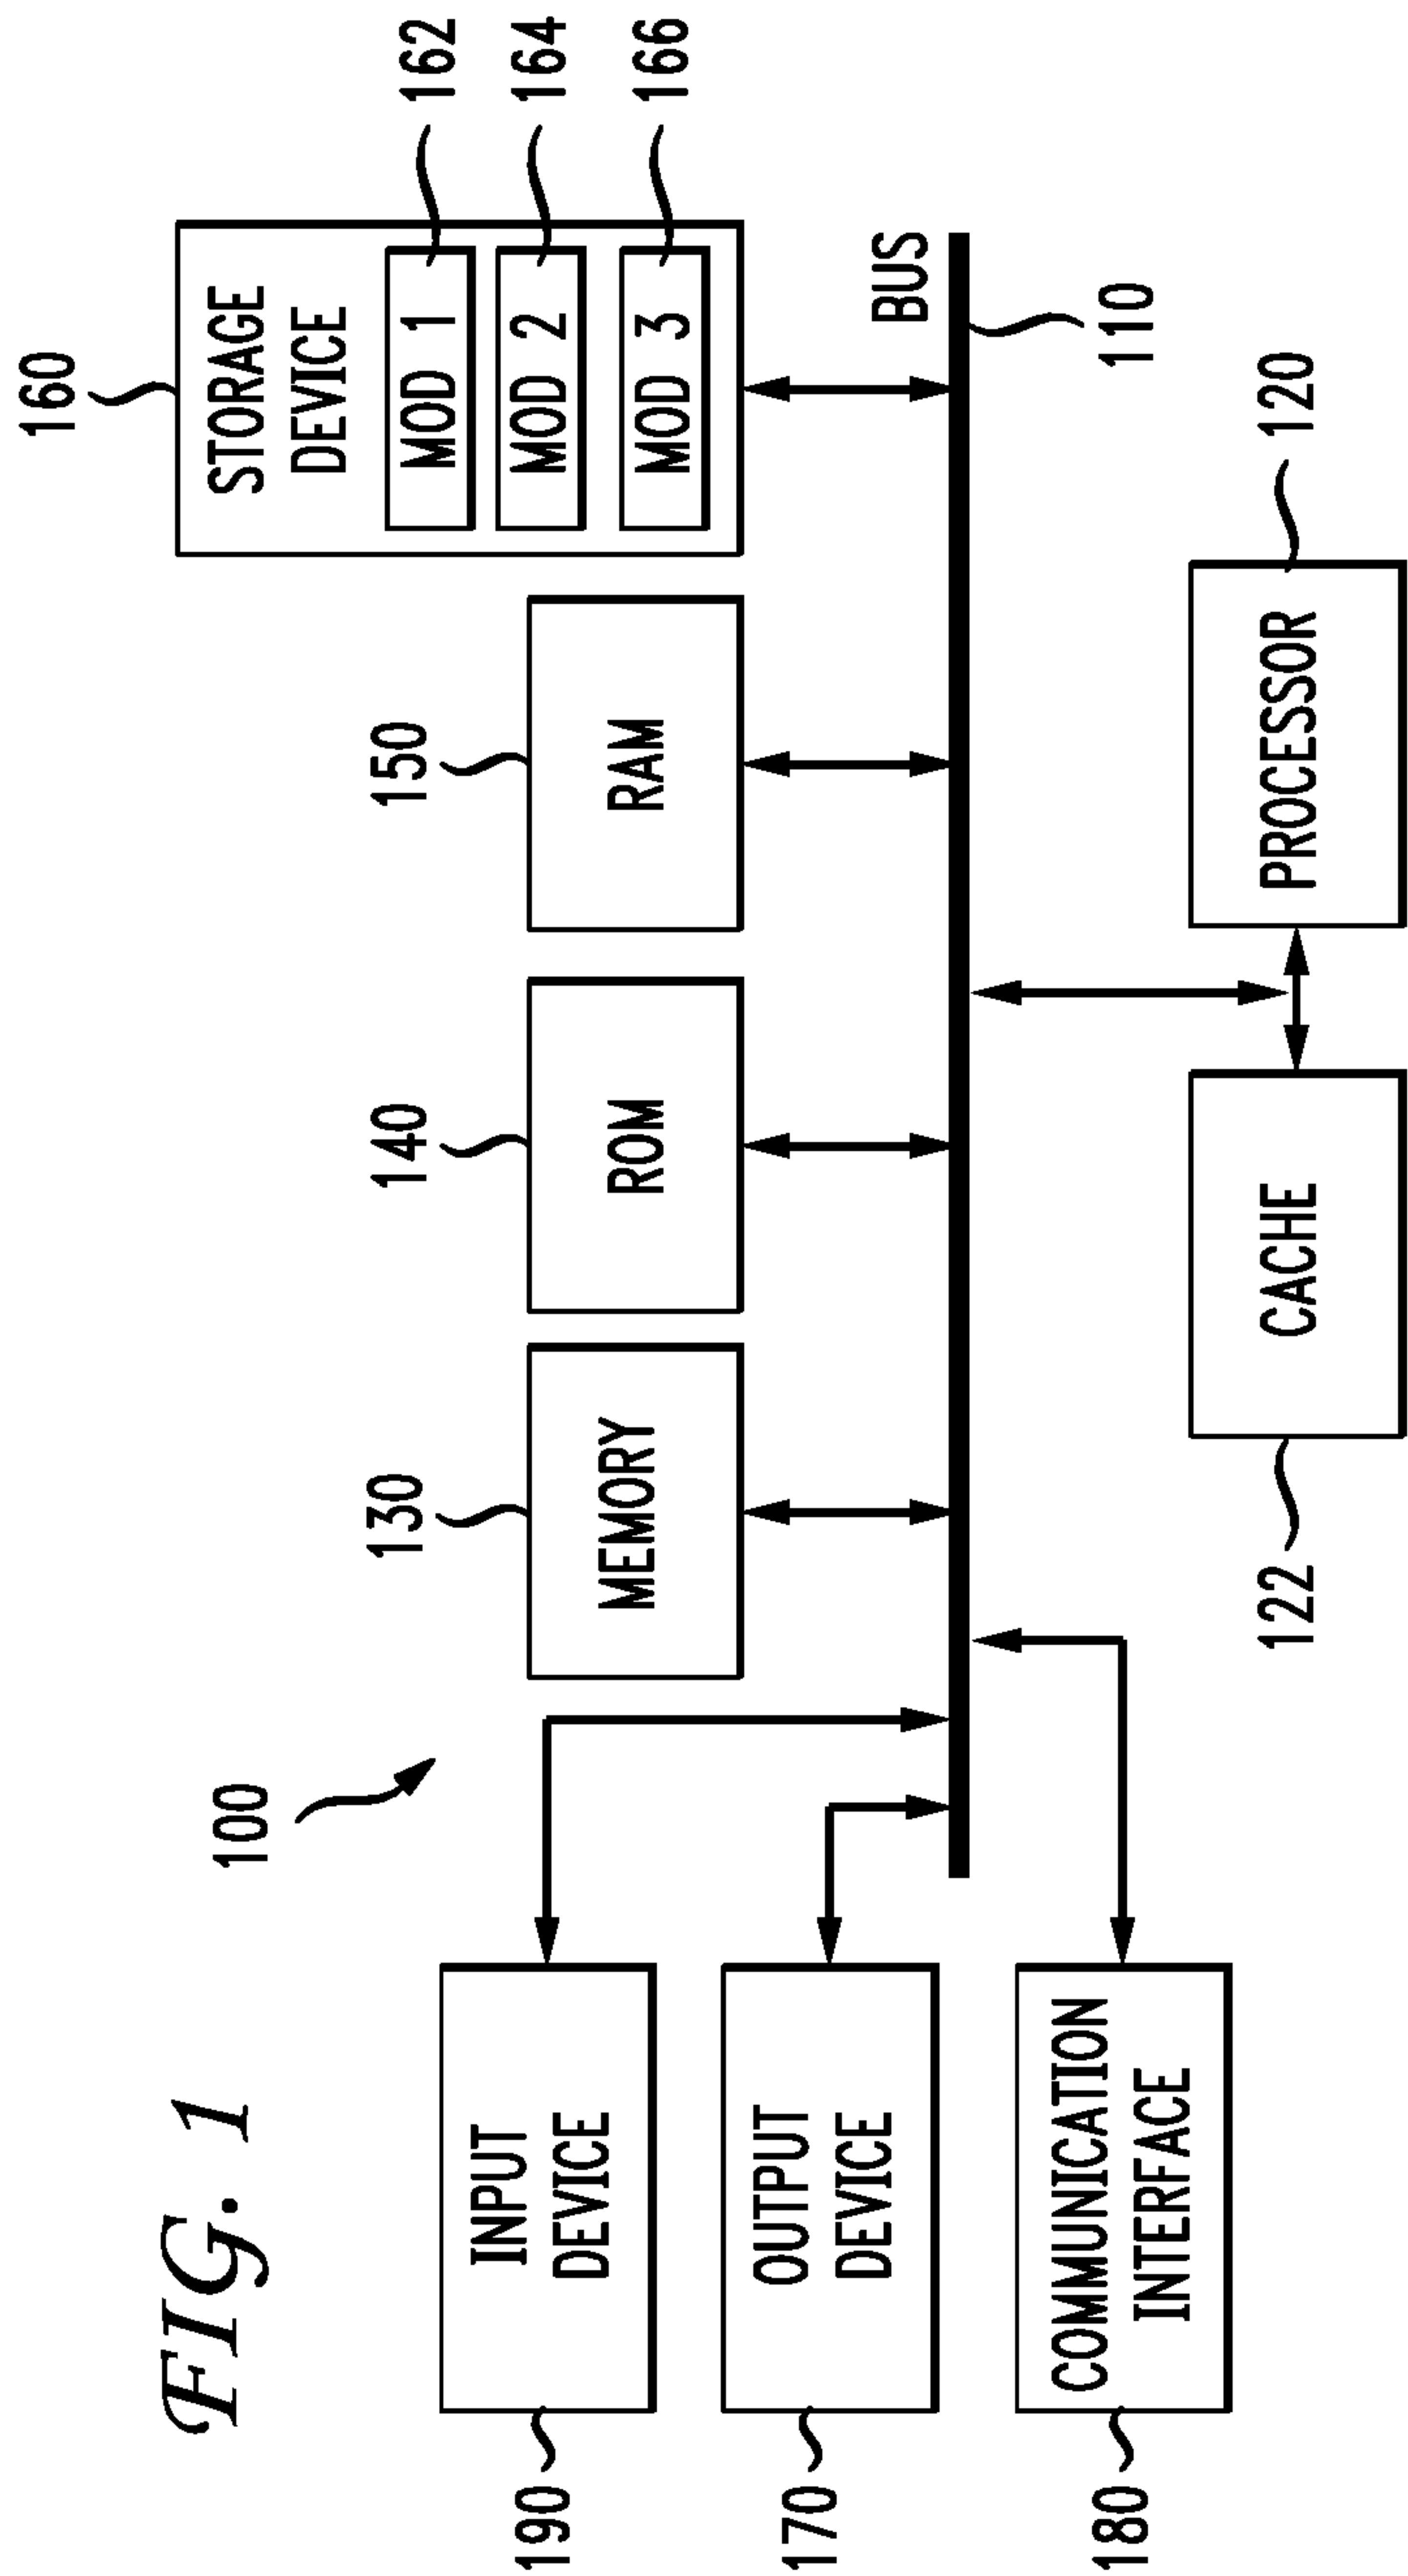 FIG. 1
100
160
STORAGE
DEVICE
MOD 1
162
MOD 2
164
MOD 3
166
130
140
150
MEMORY
ROM
RAM
190
INPUT
DEVICE
170
OUTPUT
DEVICE
BUS
110
180
COMMUNICATION
INTERFACE
122
CACHE
PROCESSOR
120